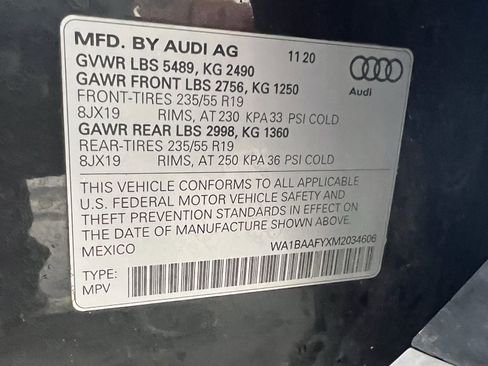 MFD. BY AUDI AG 11 20
GVWR LBS 5489, KG 2490
GAWR FRONT LBS 2756, KG 1250
FRONT-TIRES 235/55 R19
8JX19 RIMS, AT 230 KPA 33 PSI COLD
GAWR REAR LBS 2998, KG 1360
REAR-TIRES 235/55 R19
8JX19 RIMS, AT 250 KPA 36 PSI COLD
Audi
THIS VEHICLE CONFORMS TO ALL APPLICABLE
U.S. FEDERAL MOTOR VEHICLE SAFETY AND
THEFT PREVENTION STANDARDS IN EFFECT ON
THE DATE OF MANUFACTURE SHOWN ABOVE.
MEXICO WA1BAAFYXM2034606
TYPE:
MPV